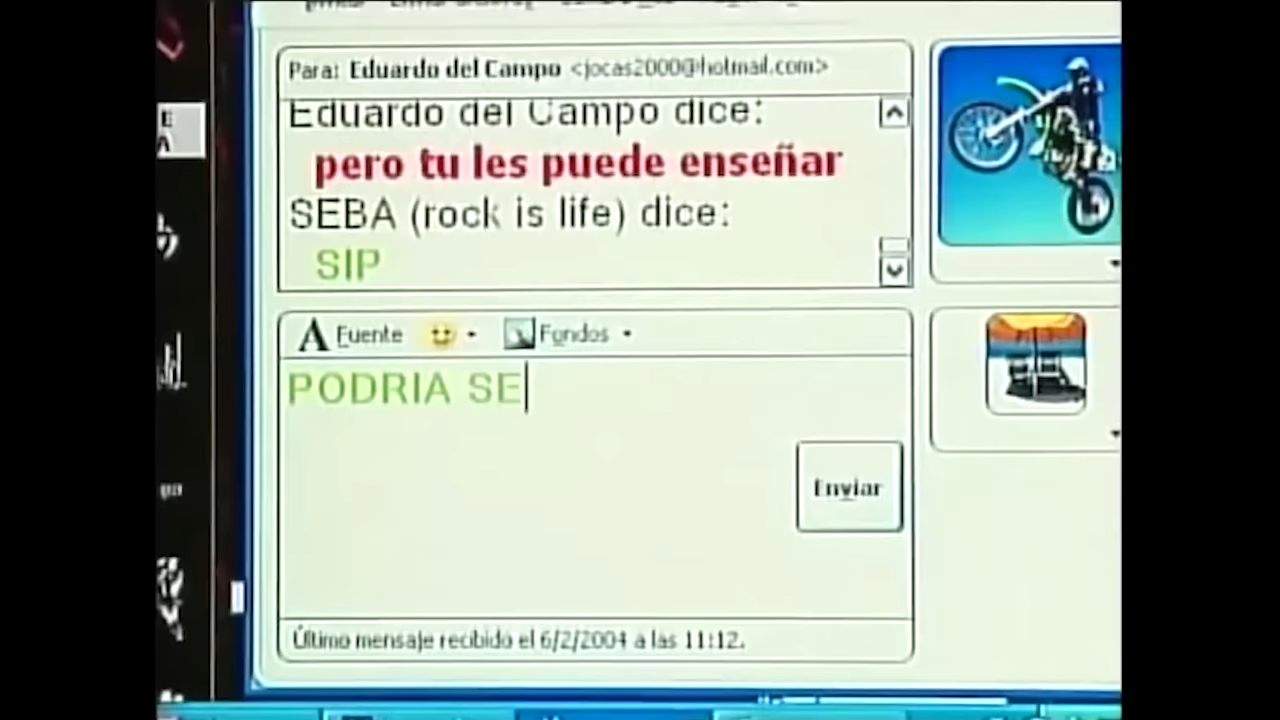 Para: Eduardo del Campo <jocas2000@hotmail.com>
Eduardo del Campo dice:
pero tu les puede enseñar
SEBA (rock is life) dice:
SIP
A Fuente Fondos
PODRIA SE
Enviar
Último mensaje recibido el 6/2/2004 a las 11:12.